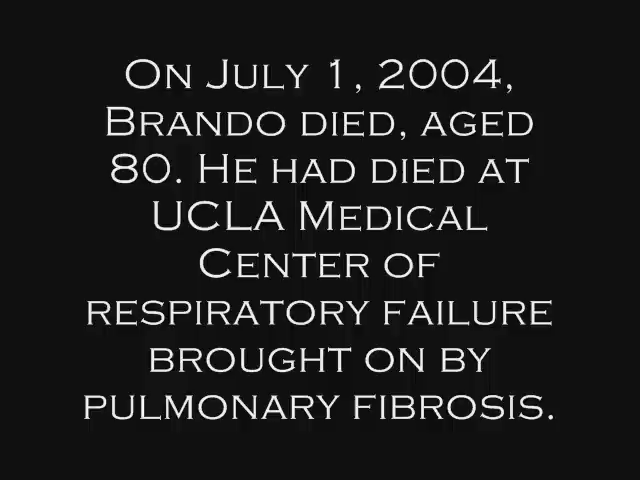 On July 1, 2004,
Brando died, aged
80. He had died at
UCLA Medical
Center of
respiratory failure
brought on by
pulmonary fibrosis.